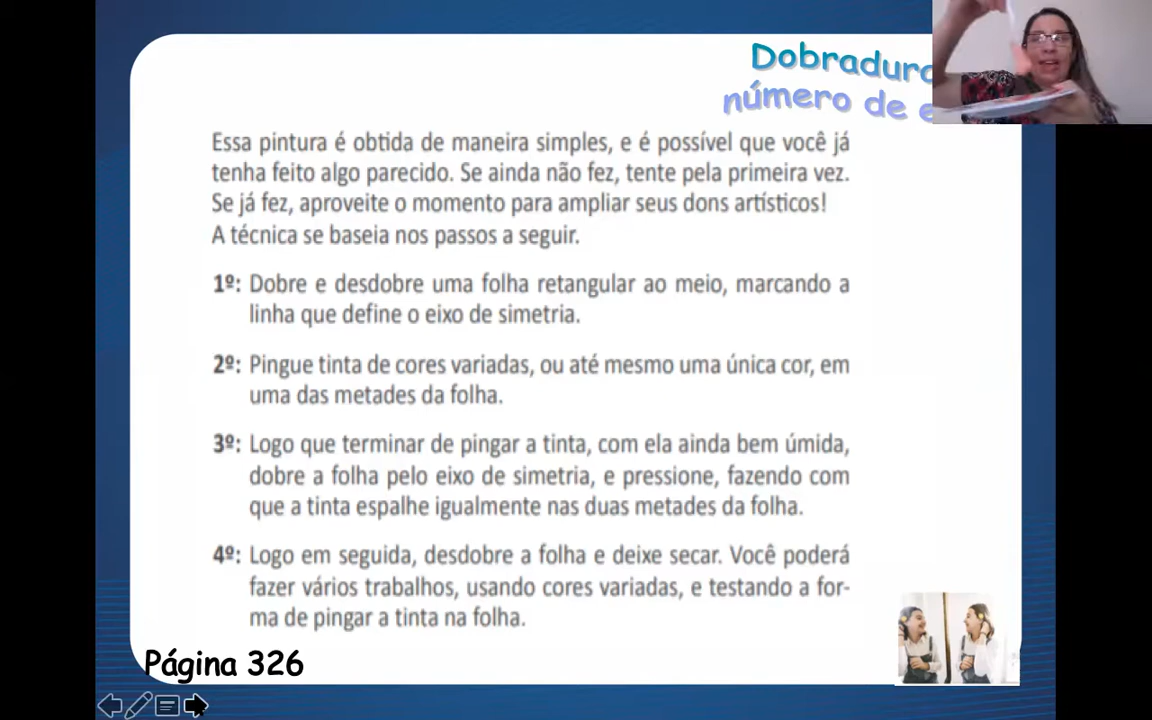 Dobradura
número de e
Essa pintura é obtida de maneira simples, e é possível que você já
tenha feito algo parecido. Se ainda não fez, tente pela primeira vez.
Se já fez, aproveite o momento para ampliar seus dons artísticos!
A técnica se baseia nos passos a seguir.
1º: Dobre e desdobre uma folha retangular ao meio, marcando a
linha que define o eixo de simetria.
2º: Pingue tinta de cores variadas, ou até mesmo uma única cor, em
uma das metades da folha.
3º: Logo que terminar de pingar a tinta, com ela ainda bem úmida,
dobre a folha pelo eixo de simetria, e pressione, fazendo com
que a tinta espalhe igualmente nas duas metades da folha.
4º: Logo em seguida, desdobre a folha e deixe secar. Você poderá
fazer vários trabalhos, usando cores variadas, e testando a for-
ma de pingar a tinta na folha.
Página 326